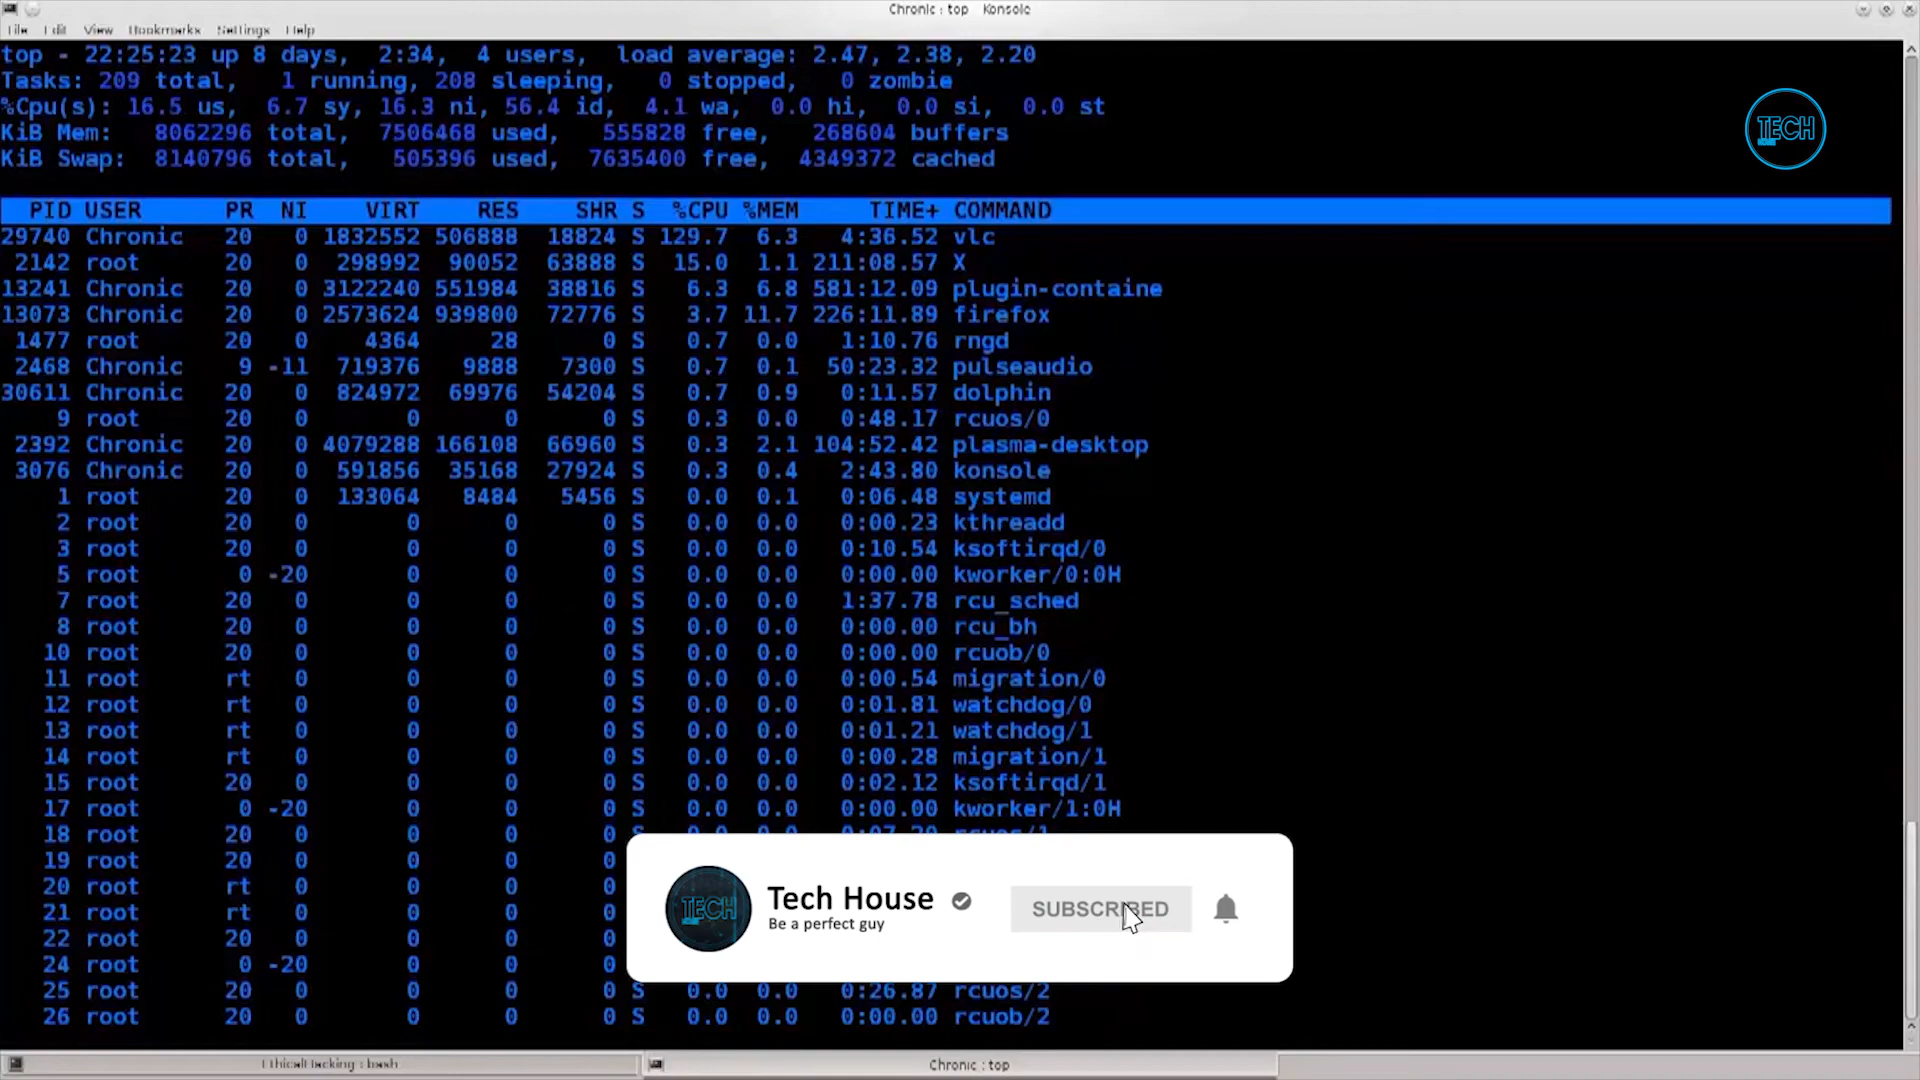 Chronic : top Konsole
File Edit View Bookmarks Settings Help
top - 22:25:23 up 8 days, 2:34, 4 users, load average: 2.47, 2.38, 2.20
Tasks: 209 total, 1 running, 208 sleeping, 0 stopped, 0 zombie
%Cpu(s): 16.5 us, 6.7 sy, 16.3 ni, 56.4 id, 4.1 wa, 0.0 hi, 0.0 si, 0.0 st
KiB Mem: 8062296 total, 7506468 used, 555828 free, 268604 buffers
KiB Swap: 8140796 total, 505396 used, 7635400 free, 4349372 cached
TECH
PID USER PR NI VIRT RES SHR S %CPU %MEM TIME+ COMMAND
29740 Chronic 20 0 1832552 506888 18824 S 129.7 6.3 4:36.52 vlc
2142 root 20 0 298992 90052 63888 S 15.0 1.1 211:08.57 X
13241 Chronic 20 0 3122240 551984 38816 S 6.3 6.8 581:12.09 plugin-containe
13073 Chronic 20 0 2573624 939800 72776 S 3.7 11.7 226:11.89 firefox
1477 root 20 0 4364 28 0 S 0.7 0.0 1:10.76 rngd
2468 Chronic 9 -11 719376 9888 7300 S 0.7 0.1 50:23.32 pulseaudio
30611 Chronic 20 0 824972 69976 54204 S 0.7 0.9 0:11.57 dolphin
9 root 20 0 0 0 0 S 0.3 0.0 0:48.17 rcuos/0
2392 Chronic 20 0 4079288 166108 66960 S 0.3 2.1 104:52.42 plasma-desktop
3076 Chronic 20 0 591856 35168 27924 S 0.3 0.4 2:43.80 konsole
1 root 20 0 133064 8484 5456 S 0.0 0.1 0:06.48 systemd
2 root 20 0 0 0 0 S 0.0 0.0 0:00.23 kthreadd
3 root 20 0 0 0 0 S 0.0 0.0 0:10.54 ksoftirqd/0
5 root 0 -20 0 0 0 S 0.0 0.0 0:00.00 kworker/0:0H
7 root 20 0 0 0 0 S 0.0 0.0 1:37.78 rcu_sched
8 root 20 0 0 0 0 S 0.0 0.0 0:00.00 rcu_bh
10 root 20 0 0 0 0 S 0.0 0.0 0:00.00 rcuob/0
11 root rt 0 0 0 0 S 0.0 0.0 0:00.54 migration/0
12 root rt 0 0 0 0 S 0.0 0.0 0:01.81 watchdog/0
13 root rt 0 0 0 0 S 0.0 0.0 0:01.21 watchdog/1
14 root rt 0 0 0 0 S 0.0 0.0 0:00.28 migration/1
15 root 20 0 0 0 0 S 0.0 0.0 0:02.12 ksoftirqd/1
17 root 0 -20 0 0 0 S 0.0 0.0 0:00.00 kworker/1:0H
18 root 20 0 0 0 0
19 root 20 0 0 0 0
20 root rt 0 0 0 0
21 root rt 0 0 0 0
22 root 20 0 0 0 0
24 root 0 -20 0 0 0
25 root 20 0 0 0 0 S 0.0 0.0 0:26.87 rcuos/2
26 root 20 0 0 0 0 S 0.0 0.0 0:00.00 rcuob/2
TECH
Tech House
Be a perfect guy
SUBSCRIBED
EthicalHacking : bash
Chronic : top